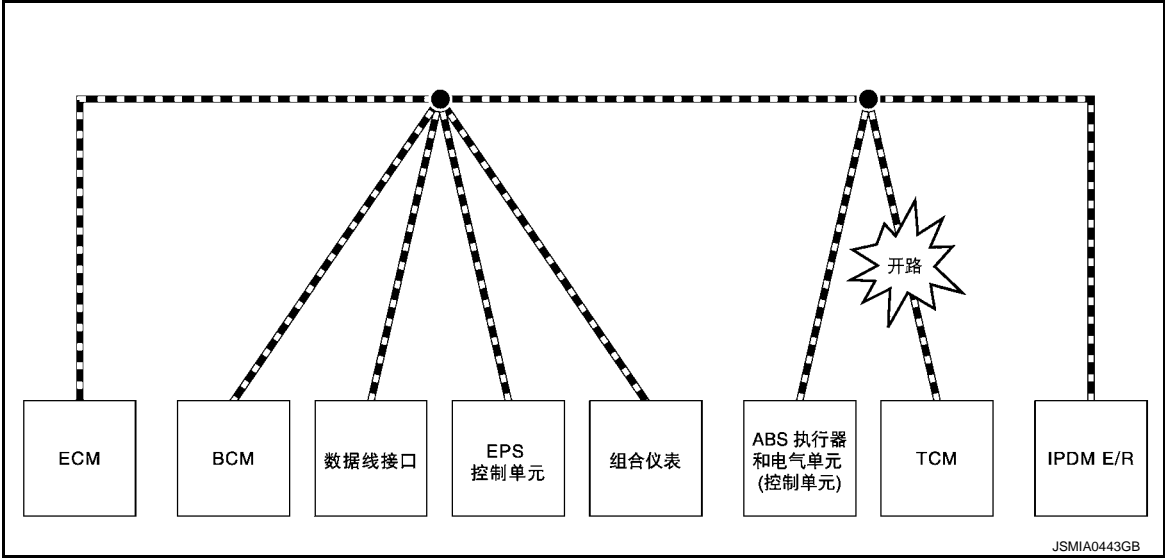 开路
ECM
BCM
数据线接口
EPS
控制单元
组合仪表
ABS 执行器
和电气单元
(控制单元)
TCM
IPDM E/R
JSMIA0443GB